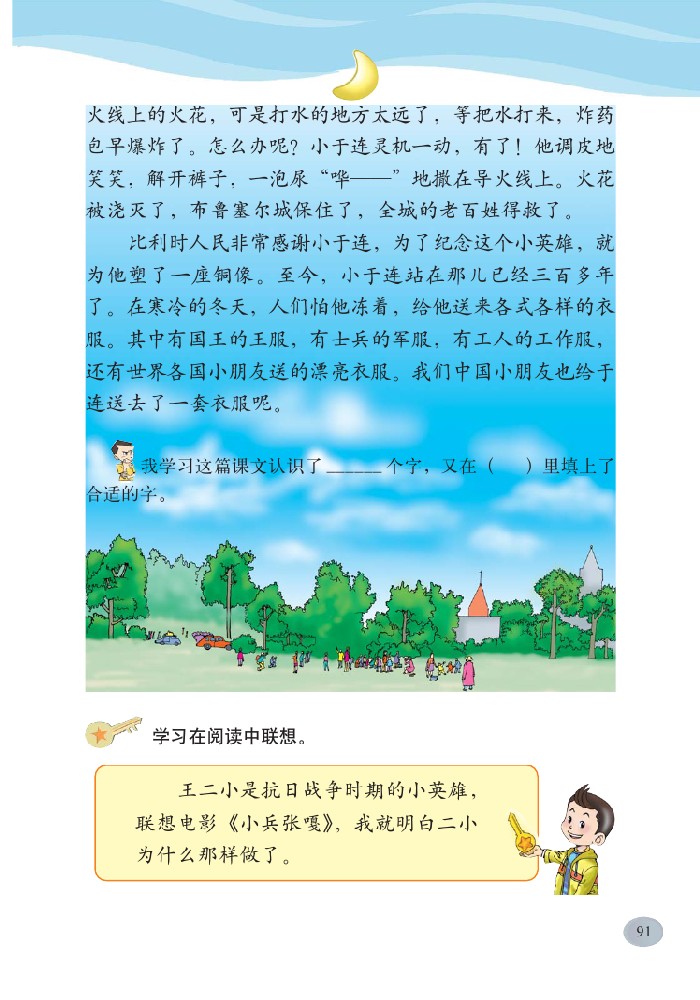 火线上的火花，可是打水的地方太远了，等把水打来，炸药
包早爆炸了。怎么办呢？小于连灵机一动，有了！他调皮地
笑笑，解开裤子，一泡尿“哗——”地撒在导火线上。火花
被浇灭了，布鲁塞尔城保住了，全城的老百姓得救了。
比利时人民非常感谢小于连，为了纪念这个小英雄，就
为他塑了一座铜像。至今，小于连站在那儿已经三百多年
了。在寒冷的冬天，人们怕他冻着，给他送来各式各样的衣
服。其中有国王的王服，有士兵的军服，有工人的工作服，
还有世界各国小朋友送的漂亮衣服。我们中国小朋友也给于
连送去了一套衣服呢。
我学习这篇课文认识了______个字，又在（　）里填上了
合适的字。
学习在阅读中联想。
王二小是抗日战争时期的小英雄，
联想电影《小兵张嘎》，我就明白二小
为什么那样做了。
91